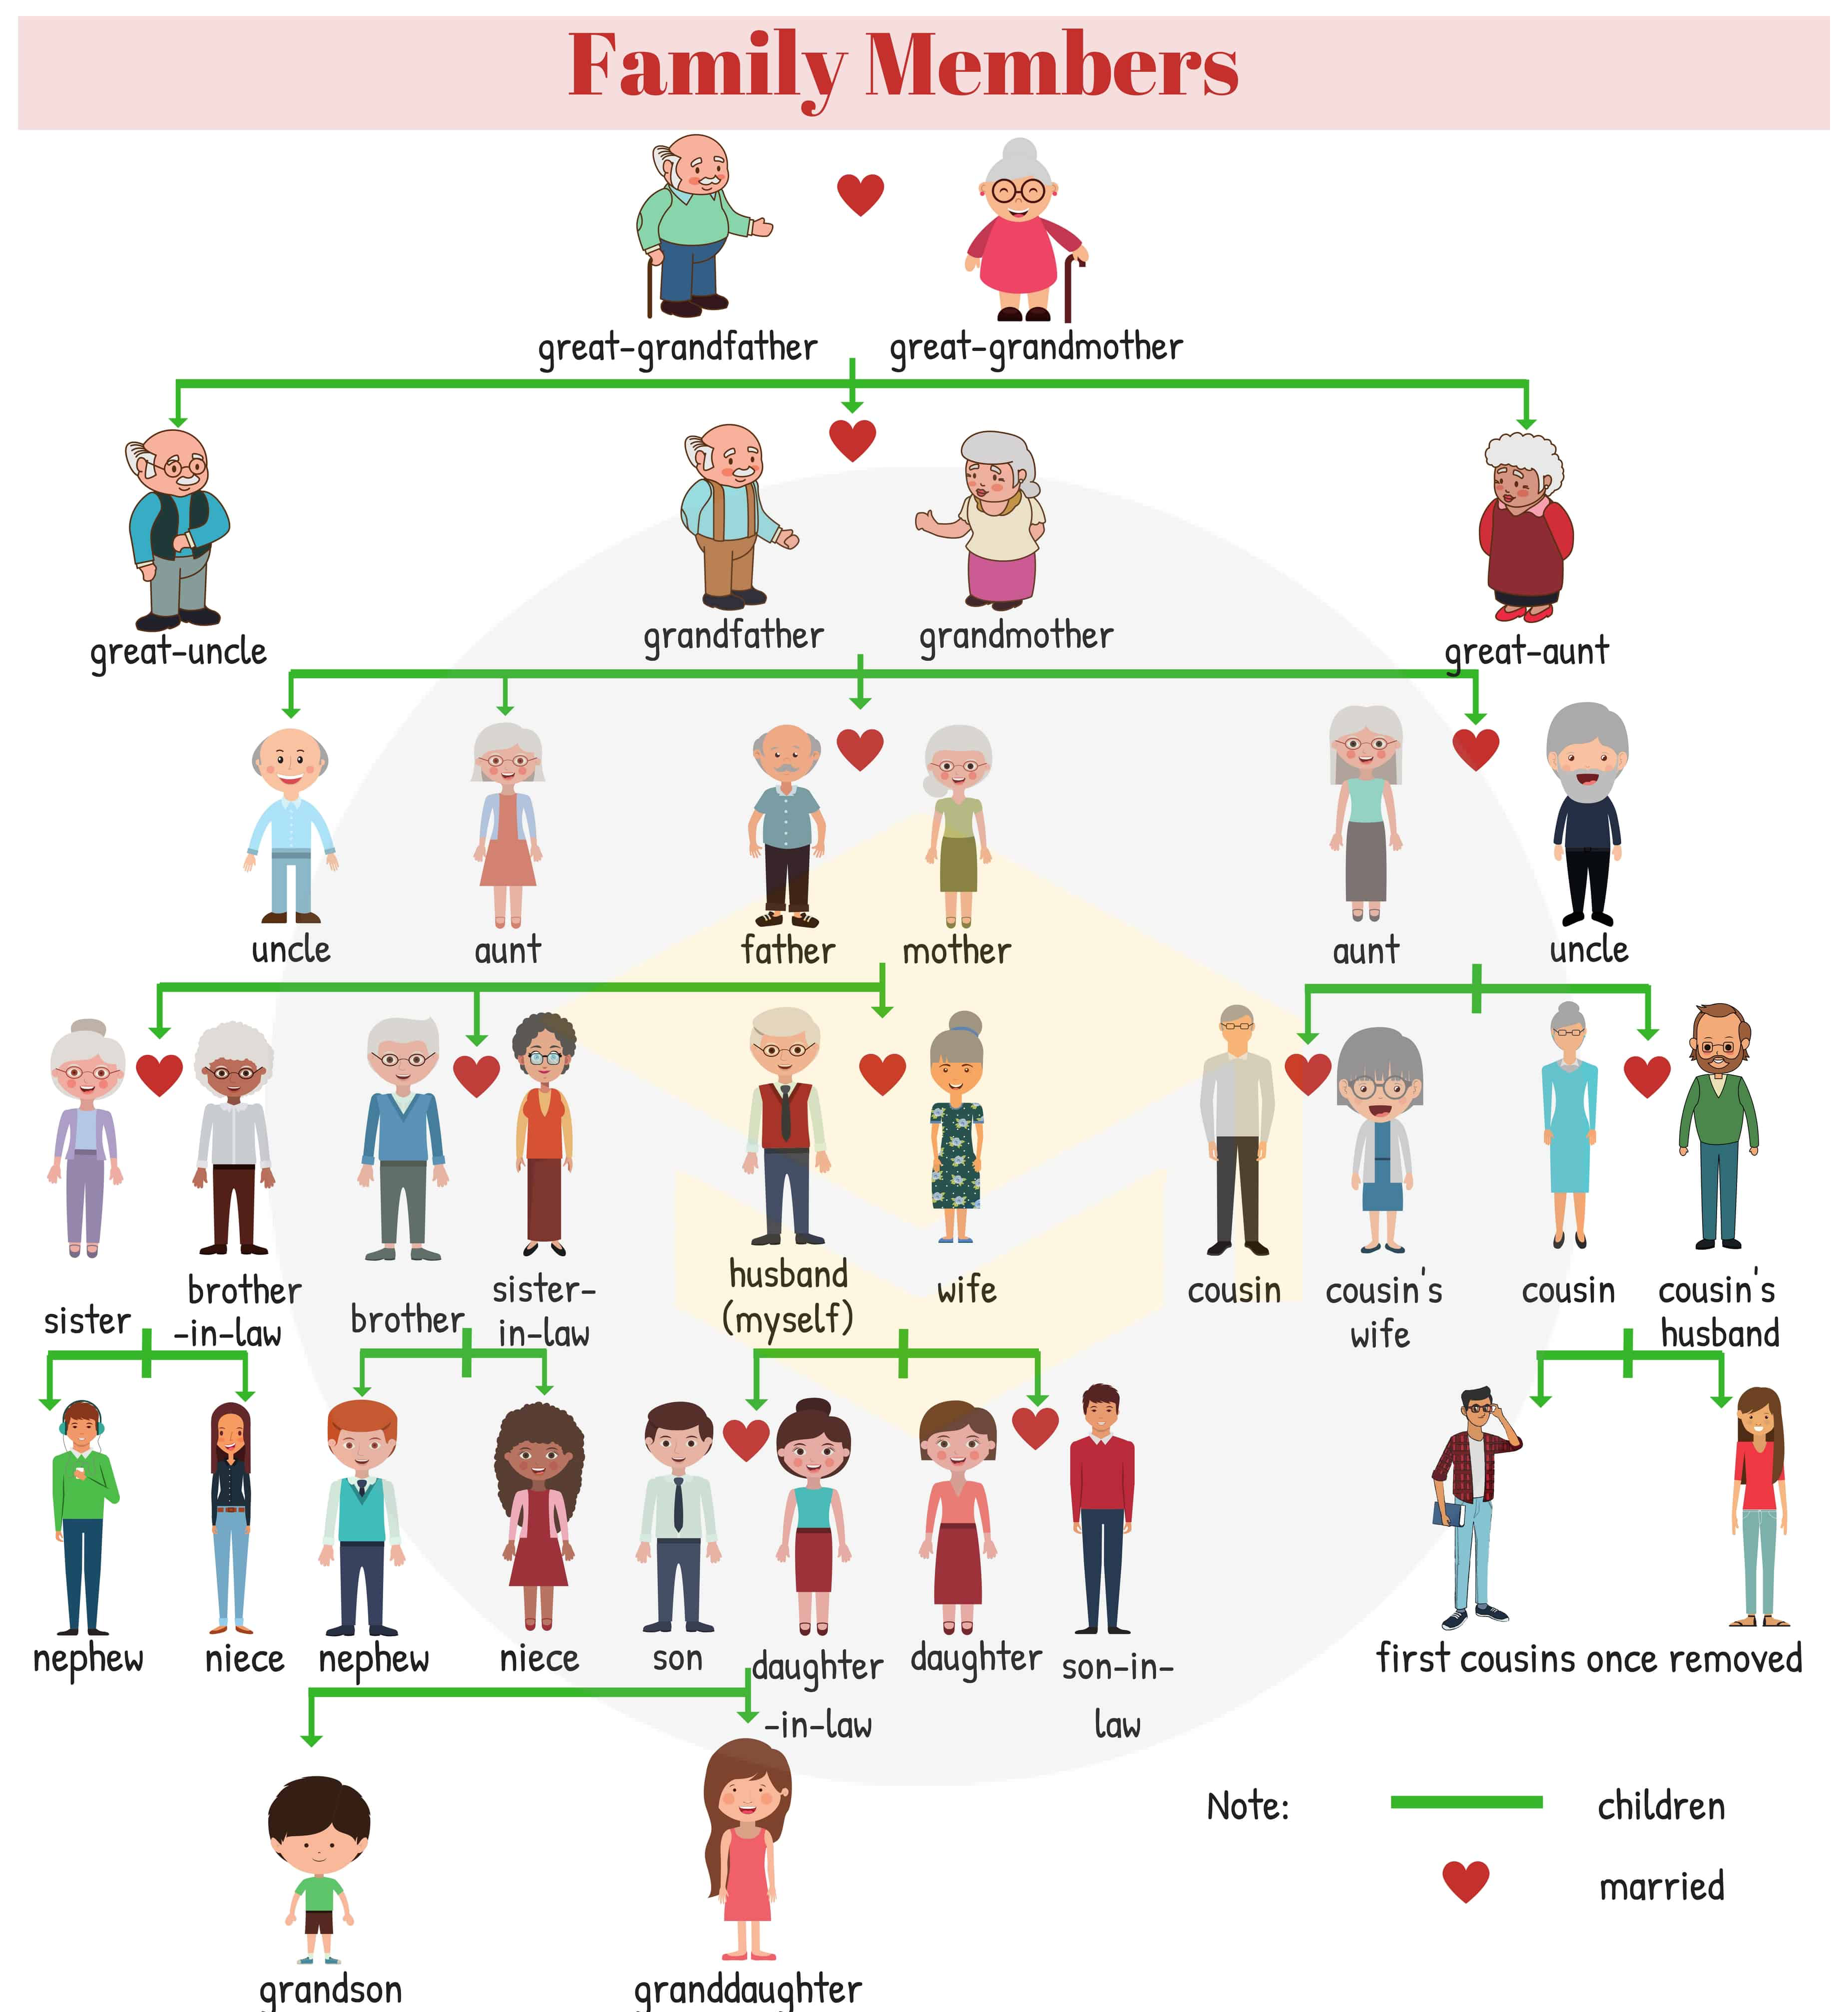 Family Members
great-grandfather great-grandmother
great-uncle grandfather grandmother great-aunt
uncle aunt father mother aunt uncle
sister brother
-in-law brother sister-
in-law husband
(myself) wife cousin cousin's
wife cousin cousin's
husband
nephew niece nephew niece son daughter
-in-law daughter son-in-
law first cousins once removed
grandson granddaughter
Note: children
married